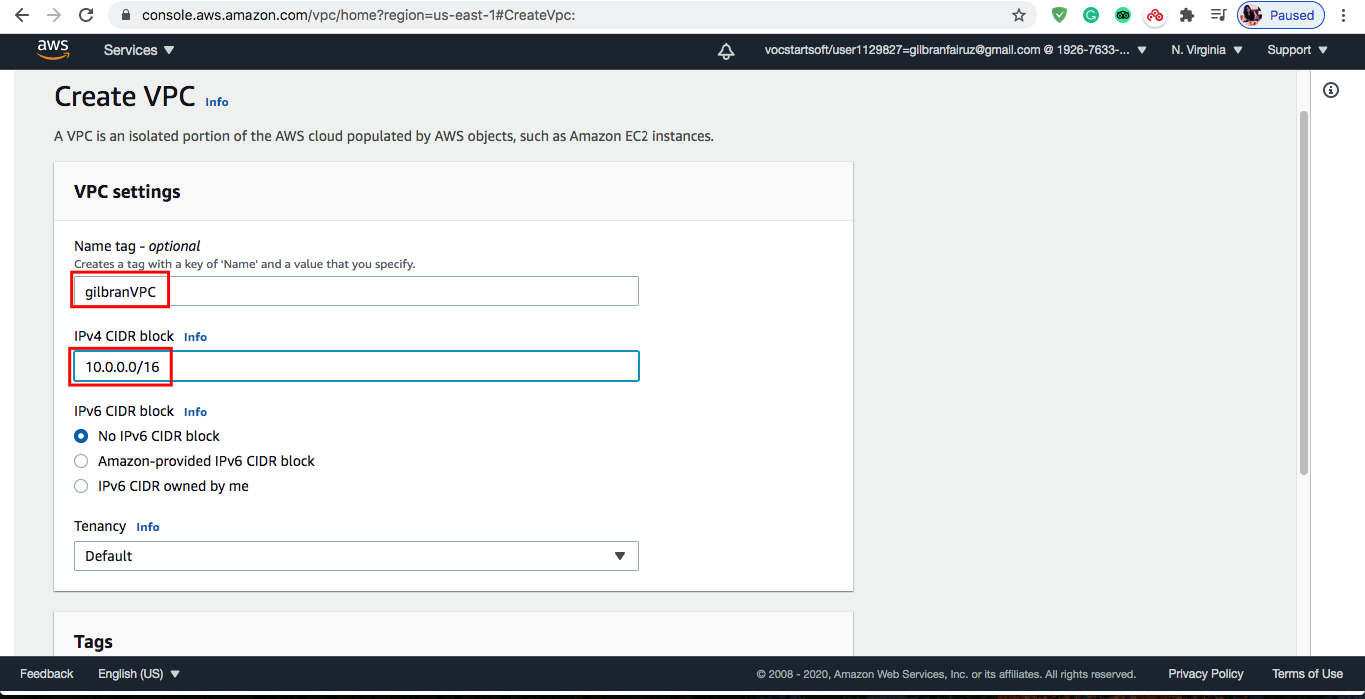 console.aws.amazon.com/vpc/home?region=us-east-1#CreateVpc:
Paused
aws
Services
vocstartsoft/user1129827=gilbranfairuz@gmail.com @ 1926-7633-...
N. Virginia
Support
Create VPC Info
A VPC is an isolated portion of the AWS cloud populated by AWS objects, such as Amazon EC2 instances.
VPC settings
Name tag - optional
Creates a tag with a key of 'Name' and a value that you specify.
gilbranVPC
IPv4 CIDR block Info
10.0.0.0/16
IPv6 CIDR block Info
No IPv6 CIDR block
Amazon-provided IPv6 CIDR block
IPv6 CIDR owned by me
Tenancy Info
Default
Tags
Feedback
English (US)
© 2008 - 2020, Amazon Web Services, Inc. or its affiliates. All rights reserved.
Privacy Policy
Terms of Use